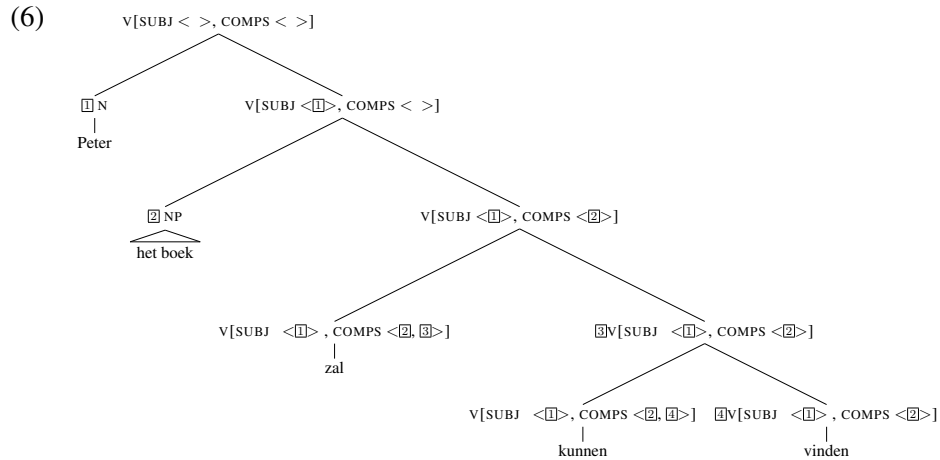 (6)
V[SUBJ < >, COMPS < >]
1 N
V[SUBJ <1>, COMPS < >]
Peter
2 NP
V[SUBJ <1>, COMPS <2>]
het boek
V[SUBJ <1> , COMPS <2, 3>]
3V[SUBJ <1>, COMPS <2>]
zal
V[SUBJ <1>, COMPS <2, 4>]
4V[SUBJ <1> , COMPS <2>]
kunnen
vinden